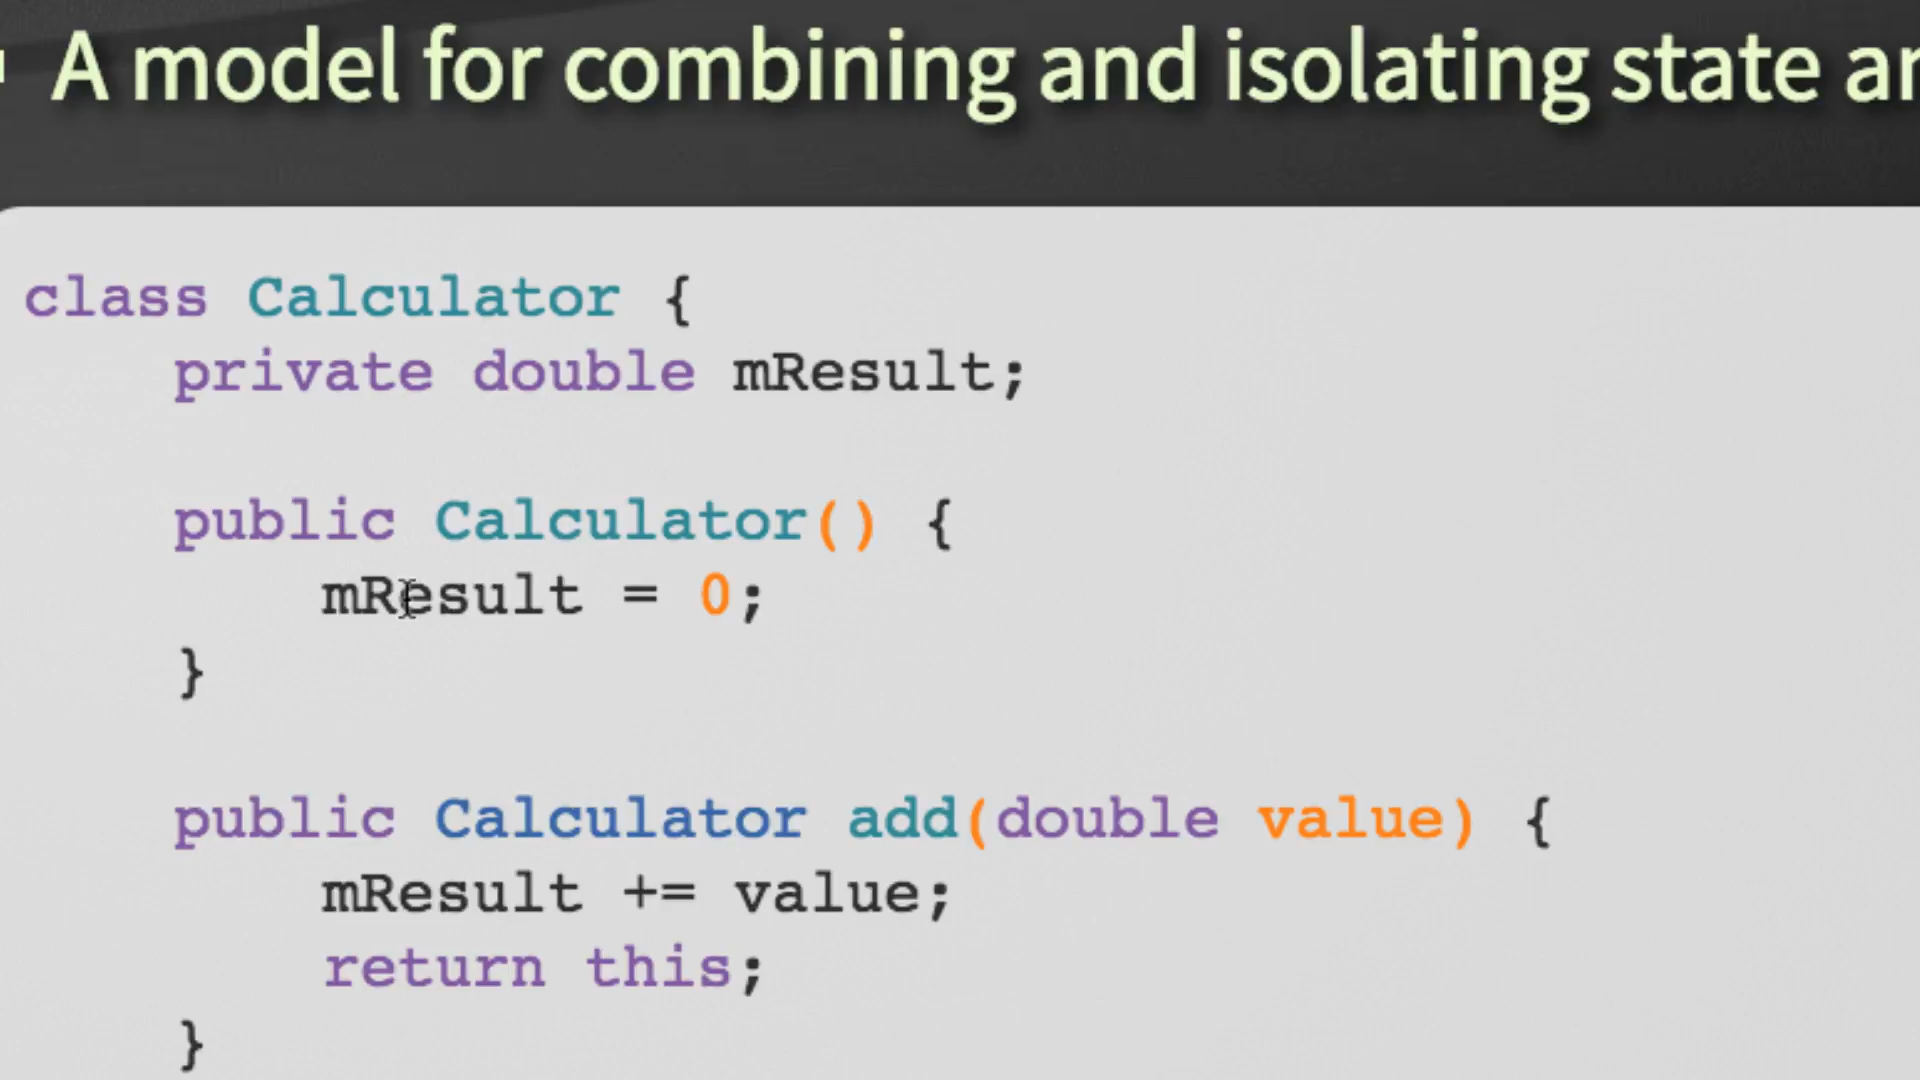 A model for combining and isolating state
class Calculator {
    private double mResult;
    public Calculator() {
        mResult = 0;
    }
    public Calculator add(double value) {
        mResult += value;
        return this;
    }